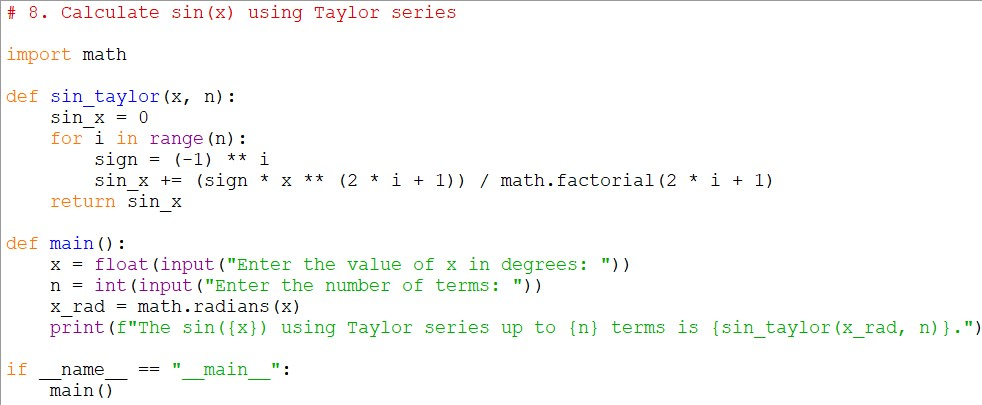 # 8. Calculate sin(x) using Taylor series
import math
def sin_taylor(x, n):
    sin_x = 0
    for i in range(n):
        sign = (-1) ** i
        sin_x += (sign * x ** (2 * i + 1)) / math.factorial(2 * i + 1)
    return sin_x
def main():
    x = float(input("Enter the value of x in degrees: "))
    n = int(input("Enter the number of terms: "))
    x_rad = math.radians(x)
    print(f"The sin({x}) using Taylor series up to {n} terms is {sin_taylor(x_rad, n)}.")
if __name__ == "__main__":
    main()